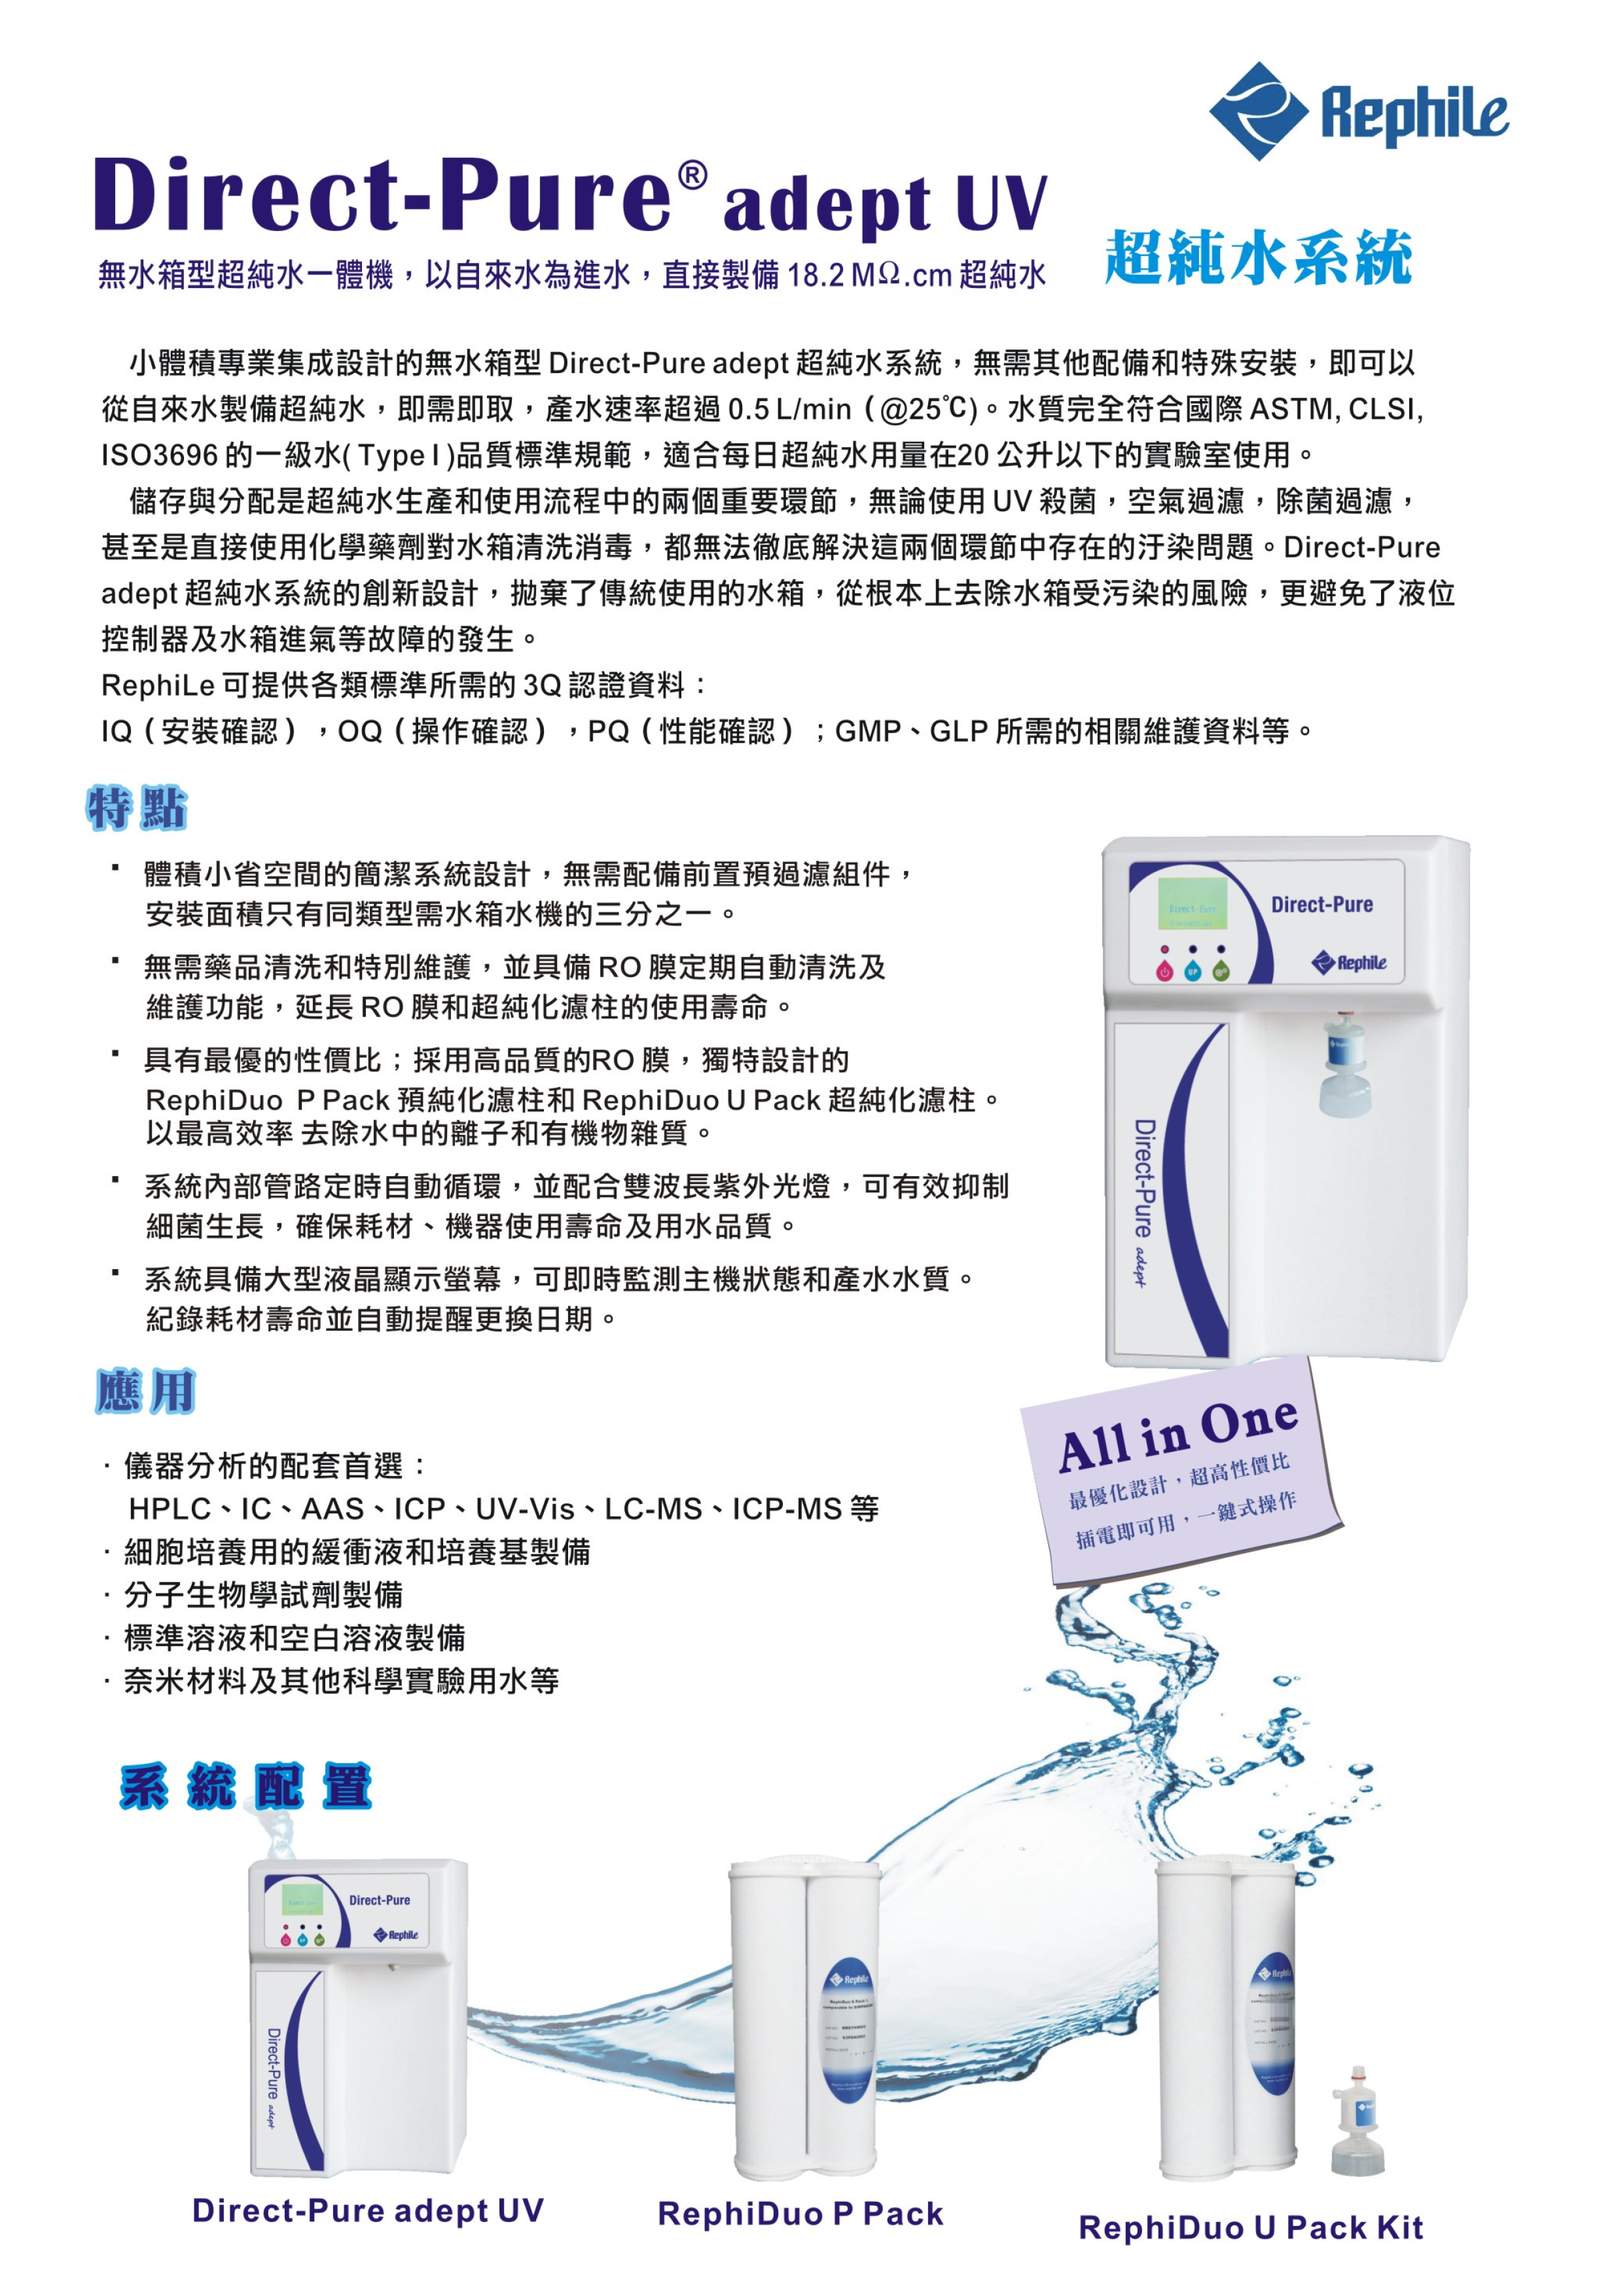 Rephile
Direct-Pure® adept UV
超純水系統
無水箱型超純水一體機，以自來水為進水，直接製備 18.2 MΩ.cm 超純水
小體積專業集成設計的無水箱型 Direct-Pure adept 超純水系統，無需其他配備和特殊安裝，即可以
從自來水製備超純水，即需即取，產水速率超過 0.5 L/min（@25℃)。水質完全符合國際 ASTM, CLSI,
ISO3696 的一級水( Type I )品質標準規範，適合每日超純水用量在20 公升以下的實驗室使用。
儲存與分配是超純水生產和使用流程中的兩個重要環節，無論使用 UV 殺菌，空氣過濾，除菌過濾，
甚至是直接使用化學藥劑對水箱清洗消毒，都無法徹底解決這兩個環節中存在的汙染問題。Direct-Pure
adept 超純水系統的創新設計，拋棄了傳統使用的水箱，從根本上去除水箱受污染的風險，更避免了液位
控制器及水箱進氣等故障的發生。
RephiLe 可提供各類標準所需的 3Q 認證資料：
IQ（安裝確認），OQ（操作確認），PQ（性能確認）；GMP、GLP 所需的相關維護資料等。
特點
▪ 體積小省空間的簡潔系統設計，無需配備前置預過濾組件，
安裝面積只有同類型需水箱水機的三分之一。
▪ 無需藥品清洗和特別維護，並具備 RO 膜定期自動清洗及
維護功能，延長 RO 膜和超純化濾柱的使用壽命。
▪ 具有最優的性價比；採用高品質的RO 膜，獨特設計的
RephiDuo P Pack 預純化濾柱和 RephiDuo U Pack 超純化濾柱。
以最高效率 去除水中的離子和有機物雜質。
▪ 系統內部管路定時自動循環，並配合雙波長紫外光燈，可有效抑制
細菌生長，確保耗材、機器使用壽命及用水品質。
▪ 系統具備大型液晶顯示螢幕，可即時監測主機狀態和產水水質。
紀錄耗材壽命並自動提醒更換日期。
Direct-Pure
Direct-Pure
Rephile
UP
Direct-Pure adept
應用
· 儀器分析的配套首選：
HPLC、IC、AAS、ICP、UV-Vis、LC-MS、ICP-MS 等
· 細胞培養用的緩衝液和培養基製備
· 分子生物學試劑製備
· 標準溶液和空白溶液製備
· 奈米材料及其他科學實驗用水等
All in One
最優化設計，超高性價比
插電即可用，一鍵式操作
系統配置
Direct-Pure
Rephile
Direct-Pure adept
Rephile
Rephile
Direct-Pure adept UV
RephiDuo P Pack
RephiDuo U Pack Kit